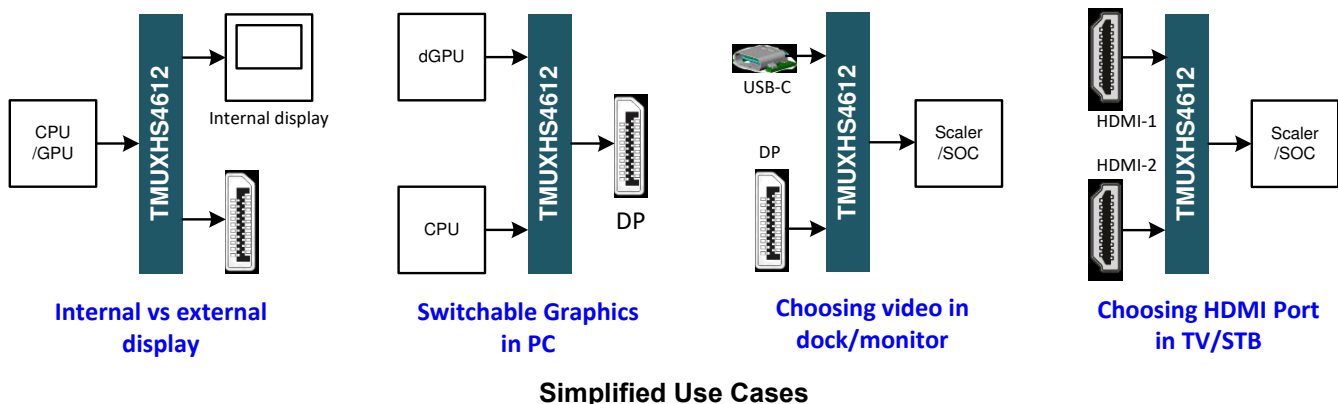 CPU
/GPU
TMUXHS4612
Internal display
Internal vs external
display
dGPU
CPU
TMUXHS4612
DP
Switchable Graphics
in PC
USB-C
DP
TMUXHS4612
Scaler
/SOC
Choosing video in
dock/monitor
HDMI-1
HDMI-2
TMUXHS4612
Scaler
/SOC
Choosing HDMI Port
in TV/STB
Simplified Use Cases